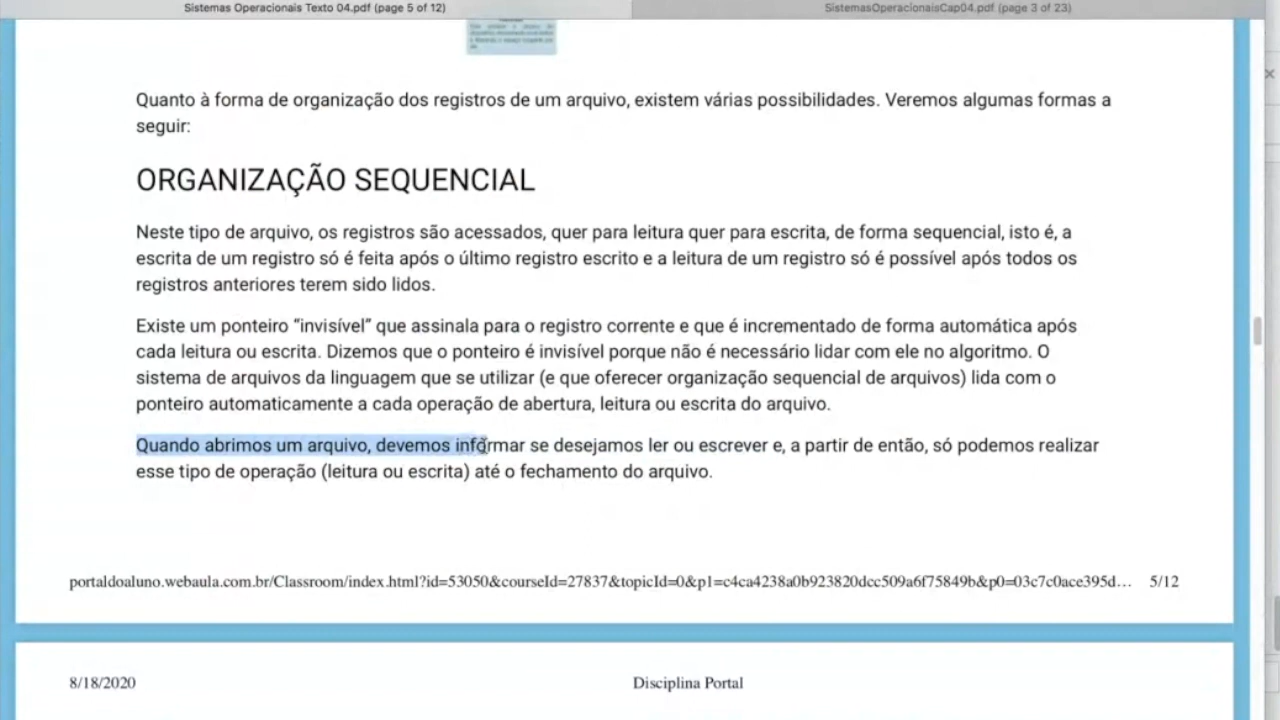 Sistemas Operacionais Texto 04.pdf (page 5 of 12)
SistemasOperacionaisCap04.pdf (page 3 of 23)
Quanto à forma de organização dos registros de um arquivo, existem várias possibilidades. Veremos algumas formas a
seguir:
ORGANIZAÇÃO SEQUENCIAL
Neste tipo de arquivo, os registros são acessados, quer para leitura quer para escrita, de forma sequencial, isto é, a
escrita de um registro só é feita após o último registro escrito e a leitura de um registro só é possível após todos os
registros anteriores terem sido lidos.
Existe um ponteiro “invisível” que assinala para o registro corrente e que é incrementado de forma automática após
cada leitura ou escrita. Dizemos que o ponteiro é invisível porque não é necessário lidar com ele no algoritmo. O
sistema de arquivos da linguagem que se utilizar (e que oferecer organização sequencial de arquivos) lida com o
ponteiro automaticamente a cada operação de abertura, leitura ou escrita do arquivo.
Quando abrimos um arquivo, devemos informar se desejamos ler ou escrever e, a partir de então, só podemos realizar
esse tipo de operação (leitura ou escrita) até o fechamento do arquivo.
portaldoaluno.webaula.com.br/Classroom/index.html?id=53050&courseId=27837&topicId=0&p1=c4ca4238a0b923820dcc509a6f75849b&p0=03c7c0ace395d… 5/12
8/18/2020
Disciplina Portal